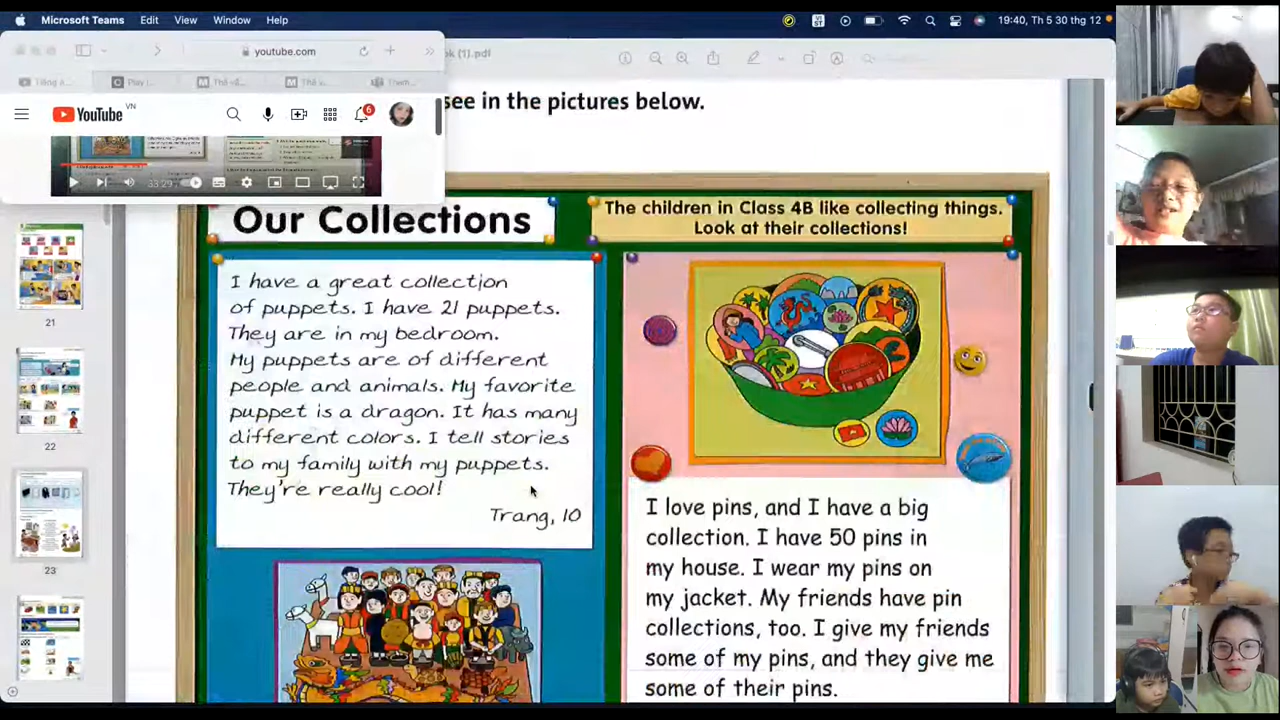 Microsoft Teams Edit View Window Help
19:40, Th 5 30 thg 12
youtube.com
ok (1).pdf
YouTube VN
6
33:29
see in the pictures below.
21
22
23
Our Collections
The children in Class 4B like collecting things.
Look at their collections!
I have a great collection
of puppets. I have 21 puppets.
They are in my bedroom.
My puppets are of different
people and animals. My favorite
puppet is a dragon. It has many
different colors. I tell stories
to my family with my puppets.
They're really cool!
Trang, 10
I love pins, and I have a big
collection. I have 50 pins in
my house. I wear my pins on
my jacket. My friends have pin
collections, too. I give my friends
some of my pins, and they give me
some of their pins.